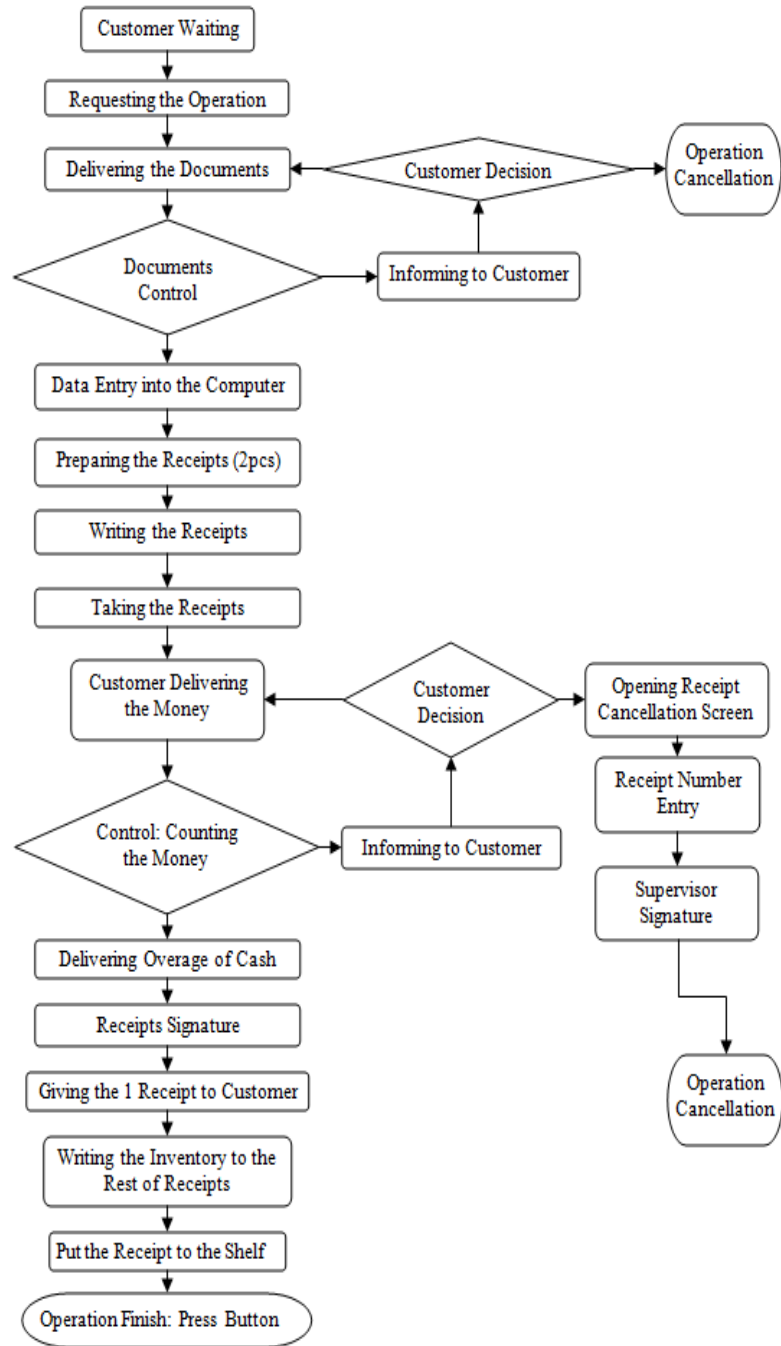 Customer Waiting
Requesting the Operation
Delivering the Documents
Customer Decision
Operation
Cancellation
Documents
Control
Informing to Customer
Data Entry into the Computer
Preparing the Receipts (2pcs)
Writing the Receipts
Taking the Receipts
Customer Delivering
the Money
Customer
Decision
Opening Receipt
Cancellation Screen
Receipt Number
Entry
Control: Counting
the Money
Informing to Customer
Supervisor
Signature
Delivering Overage of Cash
Receipts Signature
Giving the 1 Receipt to Customer
Operation
Cancellation
Writing the Inventory to the
Rest of Receipts
Put the Receipt to the Shelf
Operation Finish: Press Button